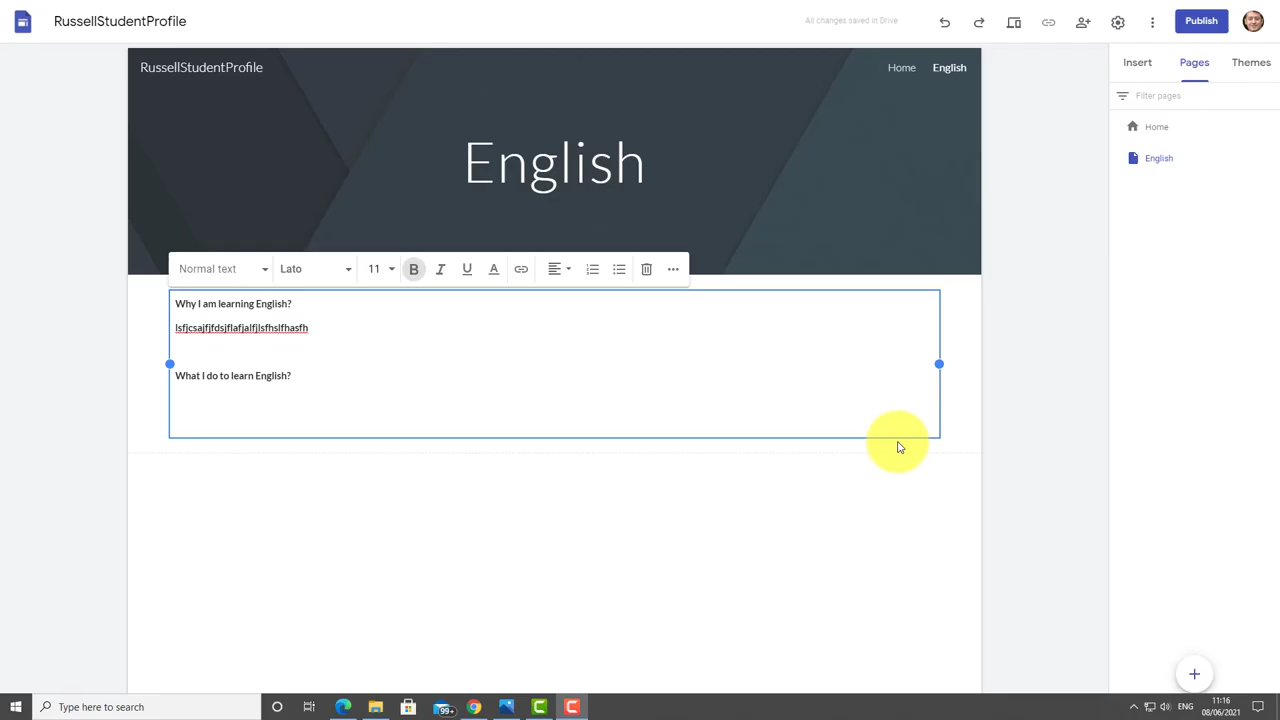 RussellStudentProfile
All changes saved in Drive
Publish
RussellStudentProfile
Home English
Insert Pages Themes
Filter pages
Home
English
English
Normal text Lato 11 B I U A
Why I am learning English?
lsfjcsajfjfdsjflafjalfjlsfhslfhasfh
What I do to learn English?
Type here to search
99+
ENG
11:16
08/06/2021